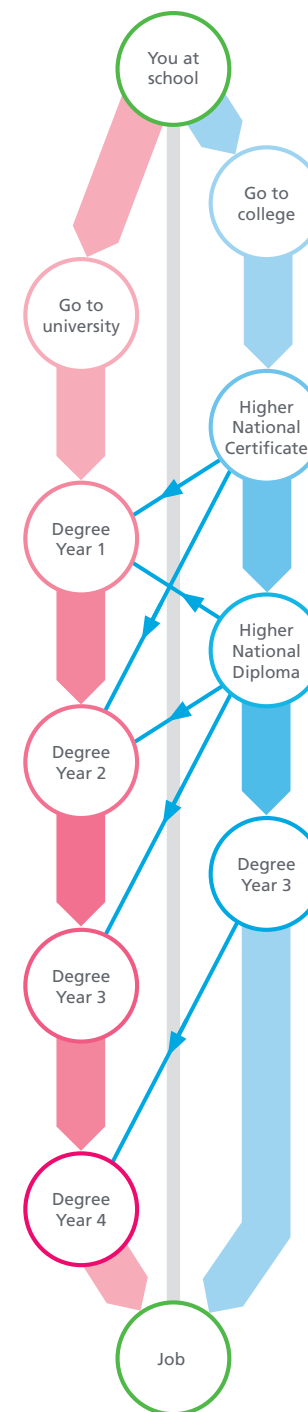 You at
school
Go to
college
Go to
university
Higher
National
Certificate
Degree
Year 1
Higher
National
Diploma
Degree
Year 2
Degree
Year 3
Degree
Year 3
Degree
Year 4
Job